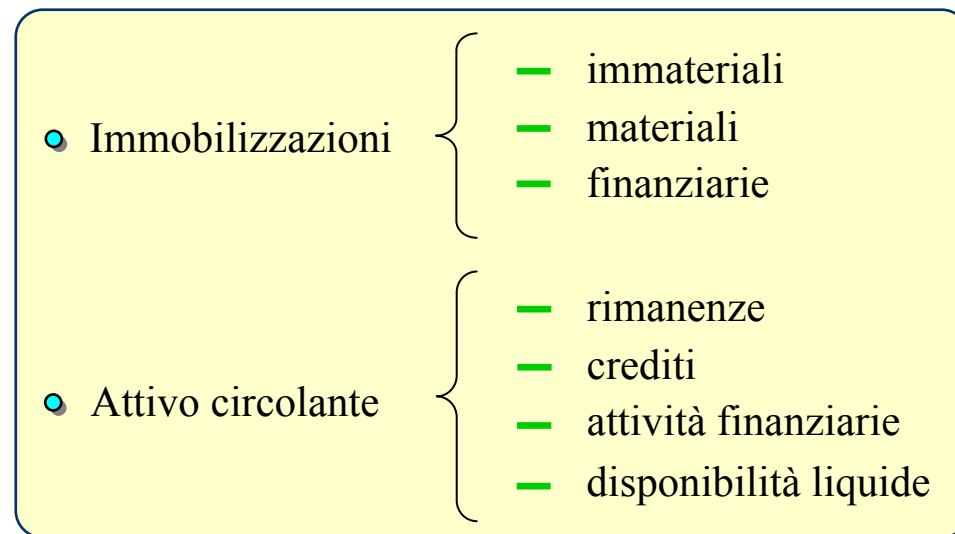 Immobilizzazioni
immateriali
materiali
finanziarie
Attivo circolante
rimanenze
crediti
attività finanziarie
disponibilità liquide